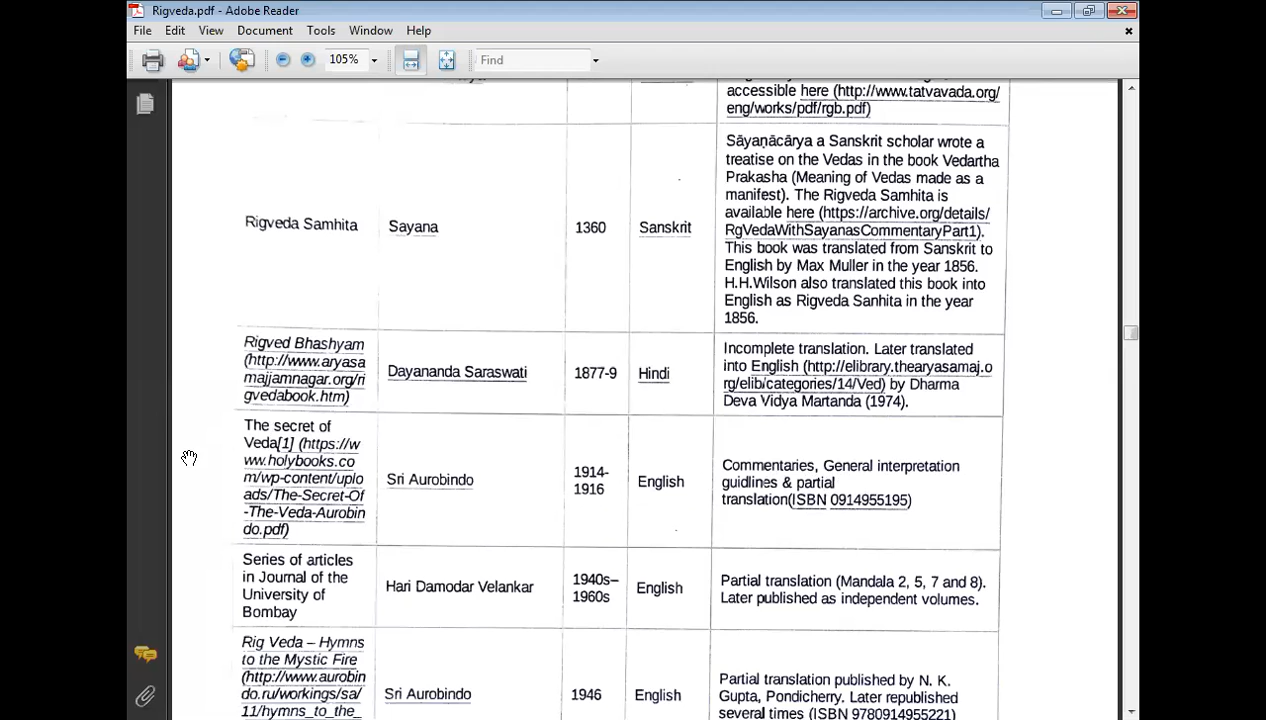 Rigveda.pdf - Adobe Reader
File Edit View Document Tools Window Help
105% Find
accessible here (http://www.tatvavada.org/
eng/works/pdf/rgb.pdf)
Rigveda Samhita
Sayana
1360
Sanskrit
Sāyaṇācārya a Sanskrit scholar wrote a
treatise on the Vedas in the book Vedartha
Prakasha (Meaning of Vedas made as a
manifest). The Rigveda Samhita is
available here (https://archive.org/details/
RgVedaWithSayanasCommentaryPart1).
This book was translated from Sanskrit to
English by Max Muller in the year 1856.
H.H.Wilson also translated this book into
English as Rigveda Sanhita in the year
1856.
Rigved Bhashyam
(http://www.aryasa
majjamnagar.org/ri
gvedabook.htm)
Dayananda Saraswati
1877-9
Hindi
Incomplete translation. Later translated
into English (http://elibrary.thearyasamaj.o
rg/elib/categories/14/Ved) by Dharma
Deva Vidya Martanda (1974).
The secret of
Veda[1] (https://w
ww.holybooks.co
m/wp-content/uplo
ads/The-Secret-Of
-The-Veda-Aurobin
do.pdf)
Sri Aurobindo
1914-
1916
English
Commentaries, General interpretation
guidlines & partial
translation(ISBN 0914955195)
Series of articles
in Journal of the
University of
Bombay
Hari Damodar Velankar
1940s–
1960s
English
Partial translation (Mandala 2, 5, 7 and 8).
Later published as independent volumes.
Rig Veda – Hymns
to the Mystic Fire
(http://www.aurobin
do.ru/workings/sa/
11/hymns_to_the_
Sri Aurobindo
1946
English
Partial translation published by N. K.
Gupta, Pondicherry. Later republished
several times (ISBN 9780914955221)